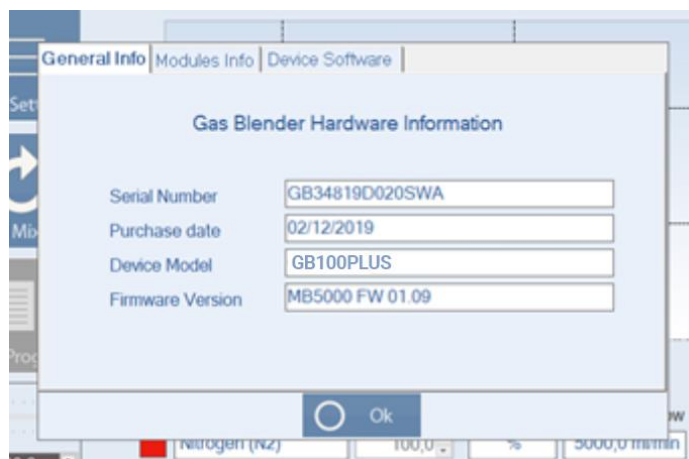 General Info Modules Info Device Software
Gas Blender Hardware Information
Serial Number GB34819D020SWA
Purchase date 02/12/2019
Device Model GB100PLUS
Firmware Version MB5000 FW 01.09
Ok
Nitrogen (N2) 100,0 % 5000,0 ml/min